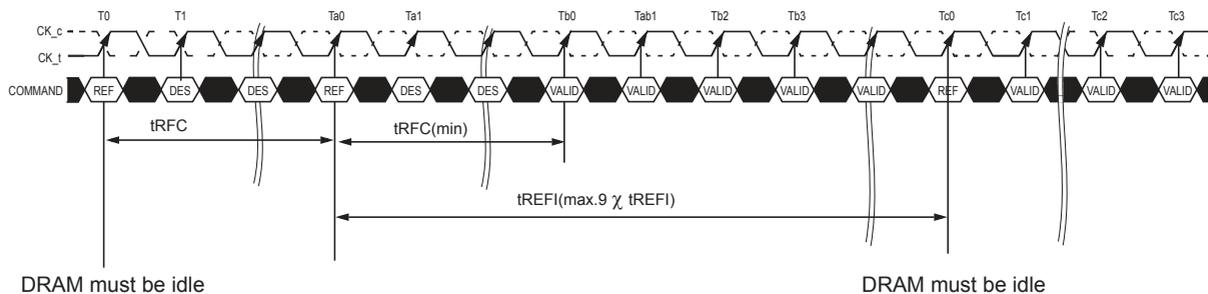 T0 T1 Ta0 Ta1 Tb0 Tab1 Tb2 Tb3 Tc0 Tc1 Tc2 Tc3
CK_c
CK_t
COMMAND REF DES DES REF DES DES VALID VALID VALID VALID VALID REF VALID VALID VALID
tRFC tRFC(min)
tREFI(max.9 χ tREFI)
DRAM must be idle DRAM must be idle